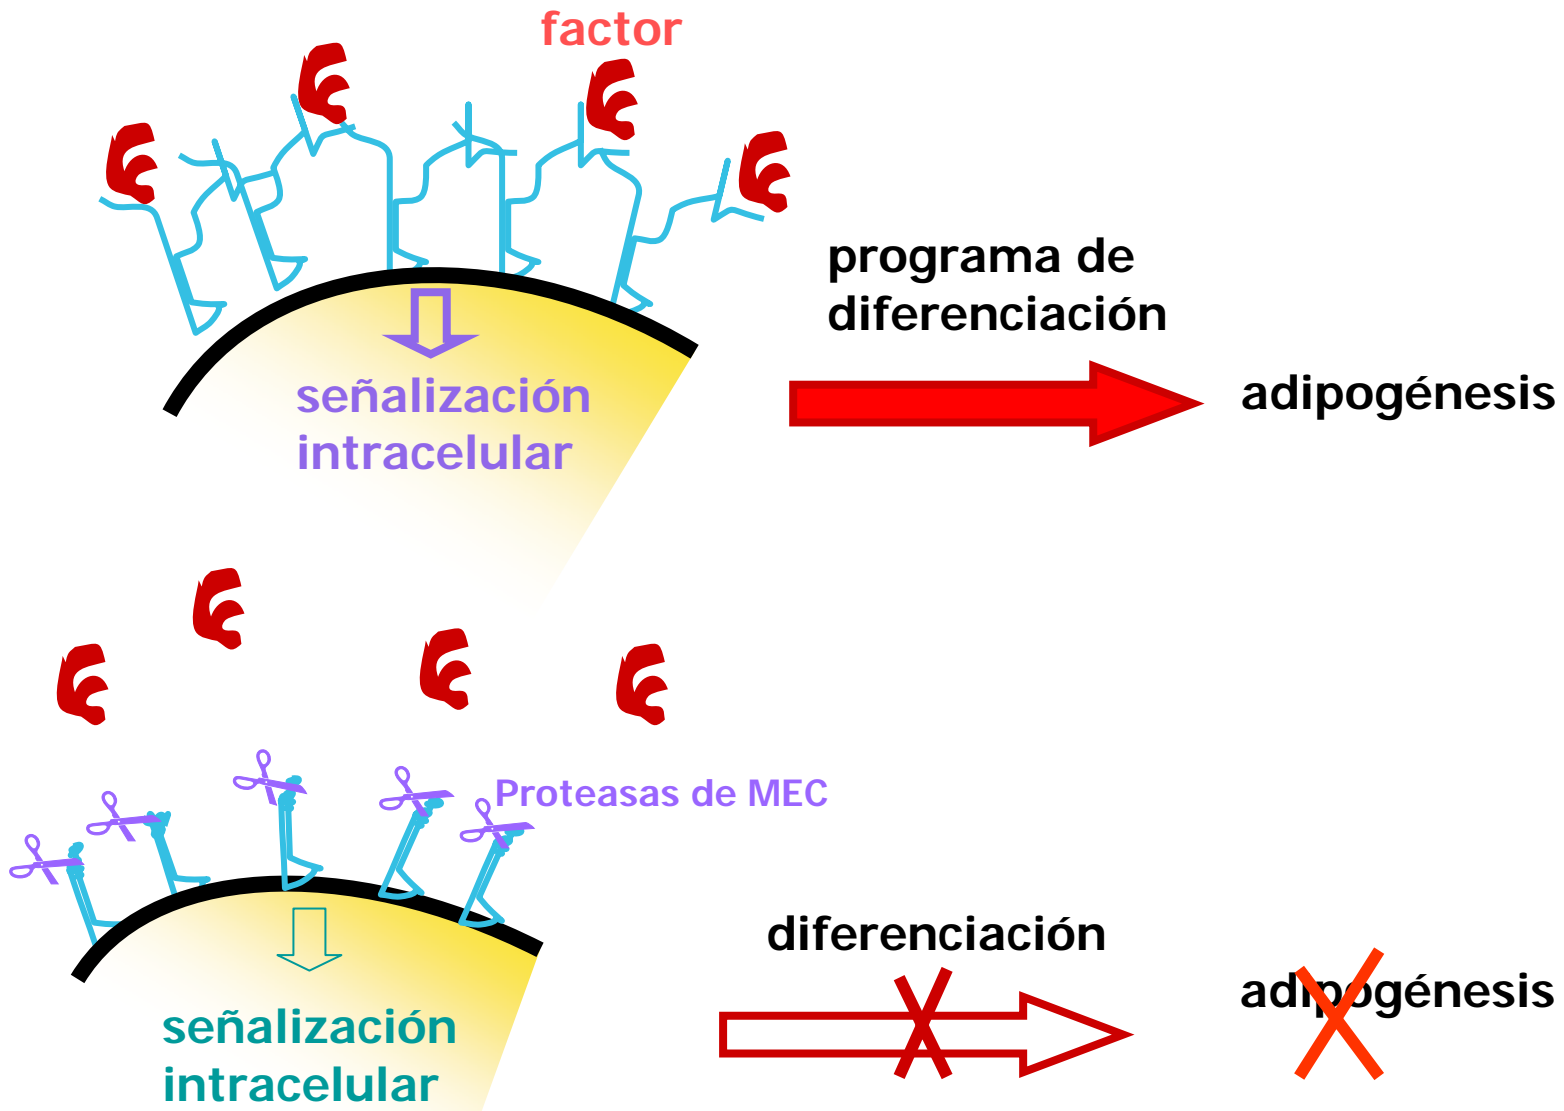 factor
programa de
diferenciación
adipogénesis
señalización
intracelular
Proteasas de MEC
diferenciación
adipogénesis
señalización
intracelular